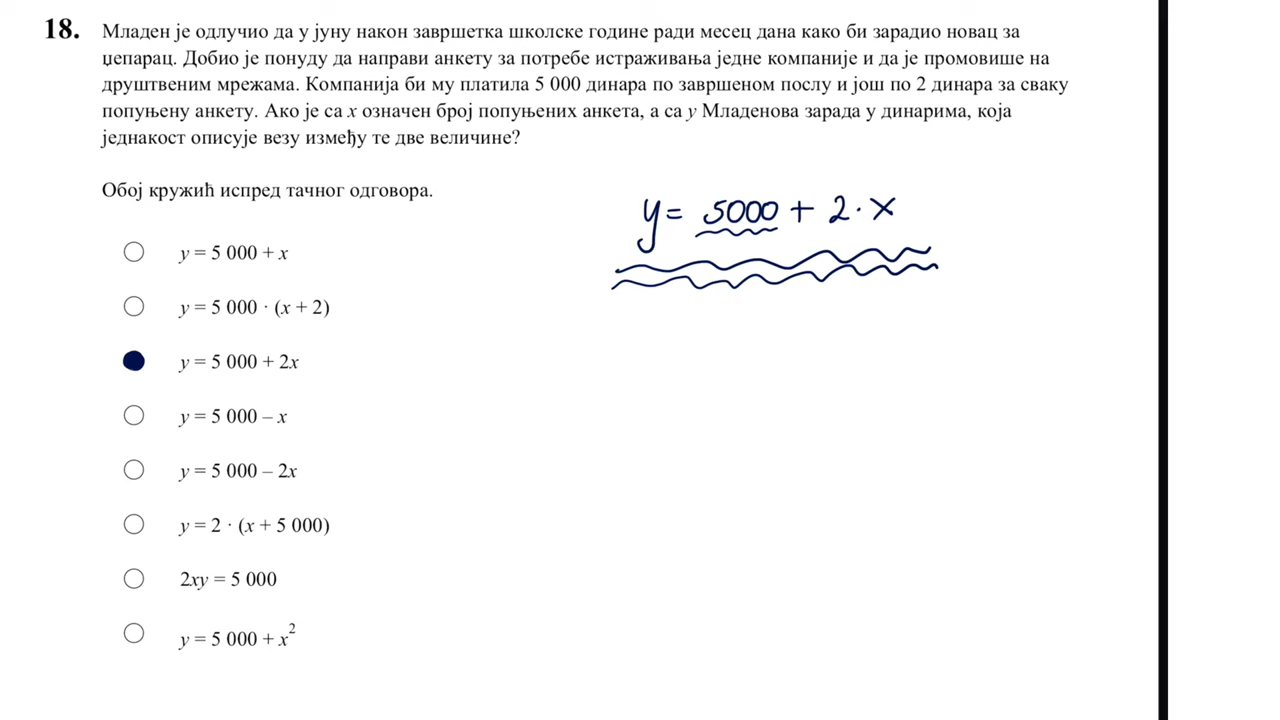 18. Младен је одлучио да у јуну након завршетка школске године ради месец дана како би зарадио новац за
џепарац. Добио је понуду да направи анкету за потребе истраживања једне компаније и да је промовише на
друштвеним мрежама. Компанија би му платила 5 000 динара по завршеном послу и још по 2 динара за сваку
попуњену анкету. Ако је са x означен број попуњених анкета, а са y Младенова зарада у динарима, која
једнакост описује везу између те две величине?
Обој кружић испред тачног одговора.
y = 5000 + 2 · x
y = 5 000 + x
y = 5 000 · (x + 2)
y = 5 000 + 2x
y = 5 000 – x
y = 5 000 – 2x
y = 2 · (x + 5 000)
2xy = 5 000
y = 5 000 + x²